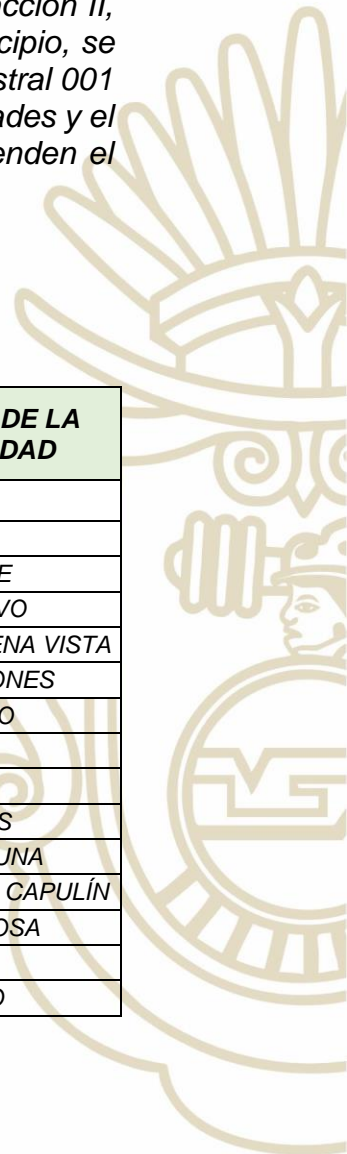 acción II,
cipio, se
stral 001
ades y el
enden el
DE LA
DAD
E
VO
ENA VISTA
ONES
O
S
UNA
CAPULÍN
OSA
O